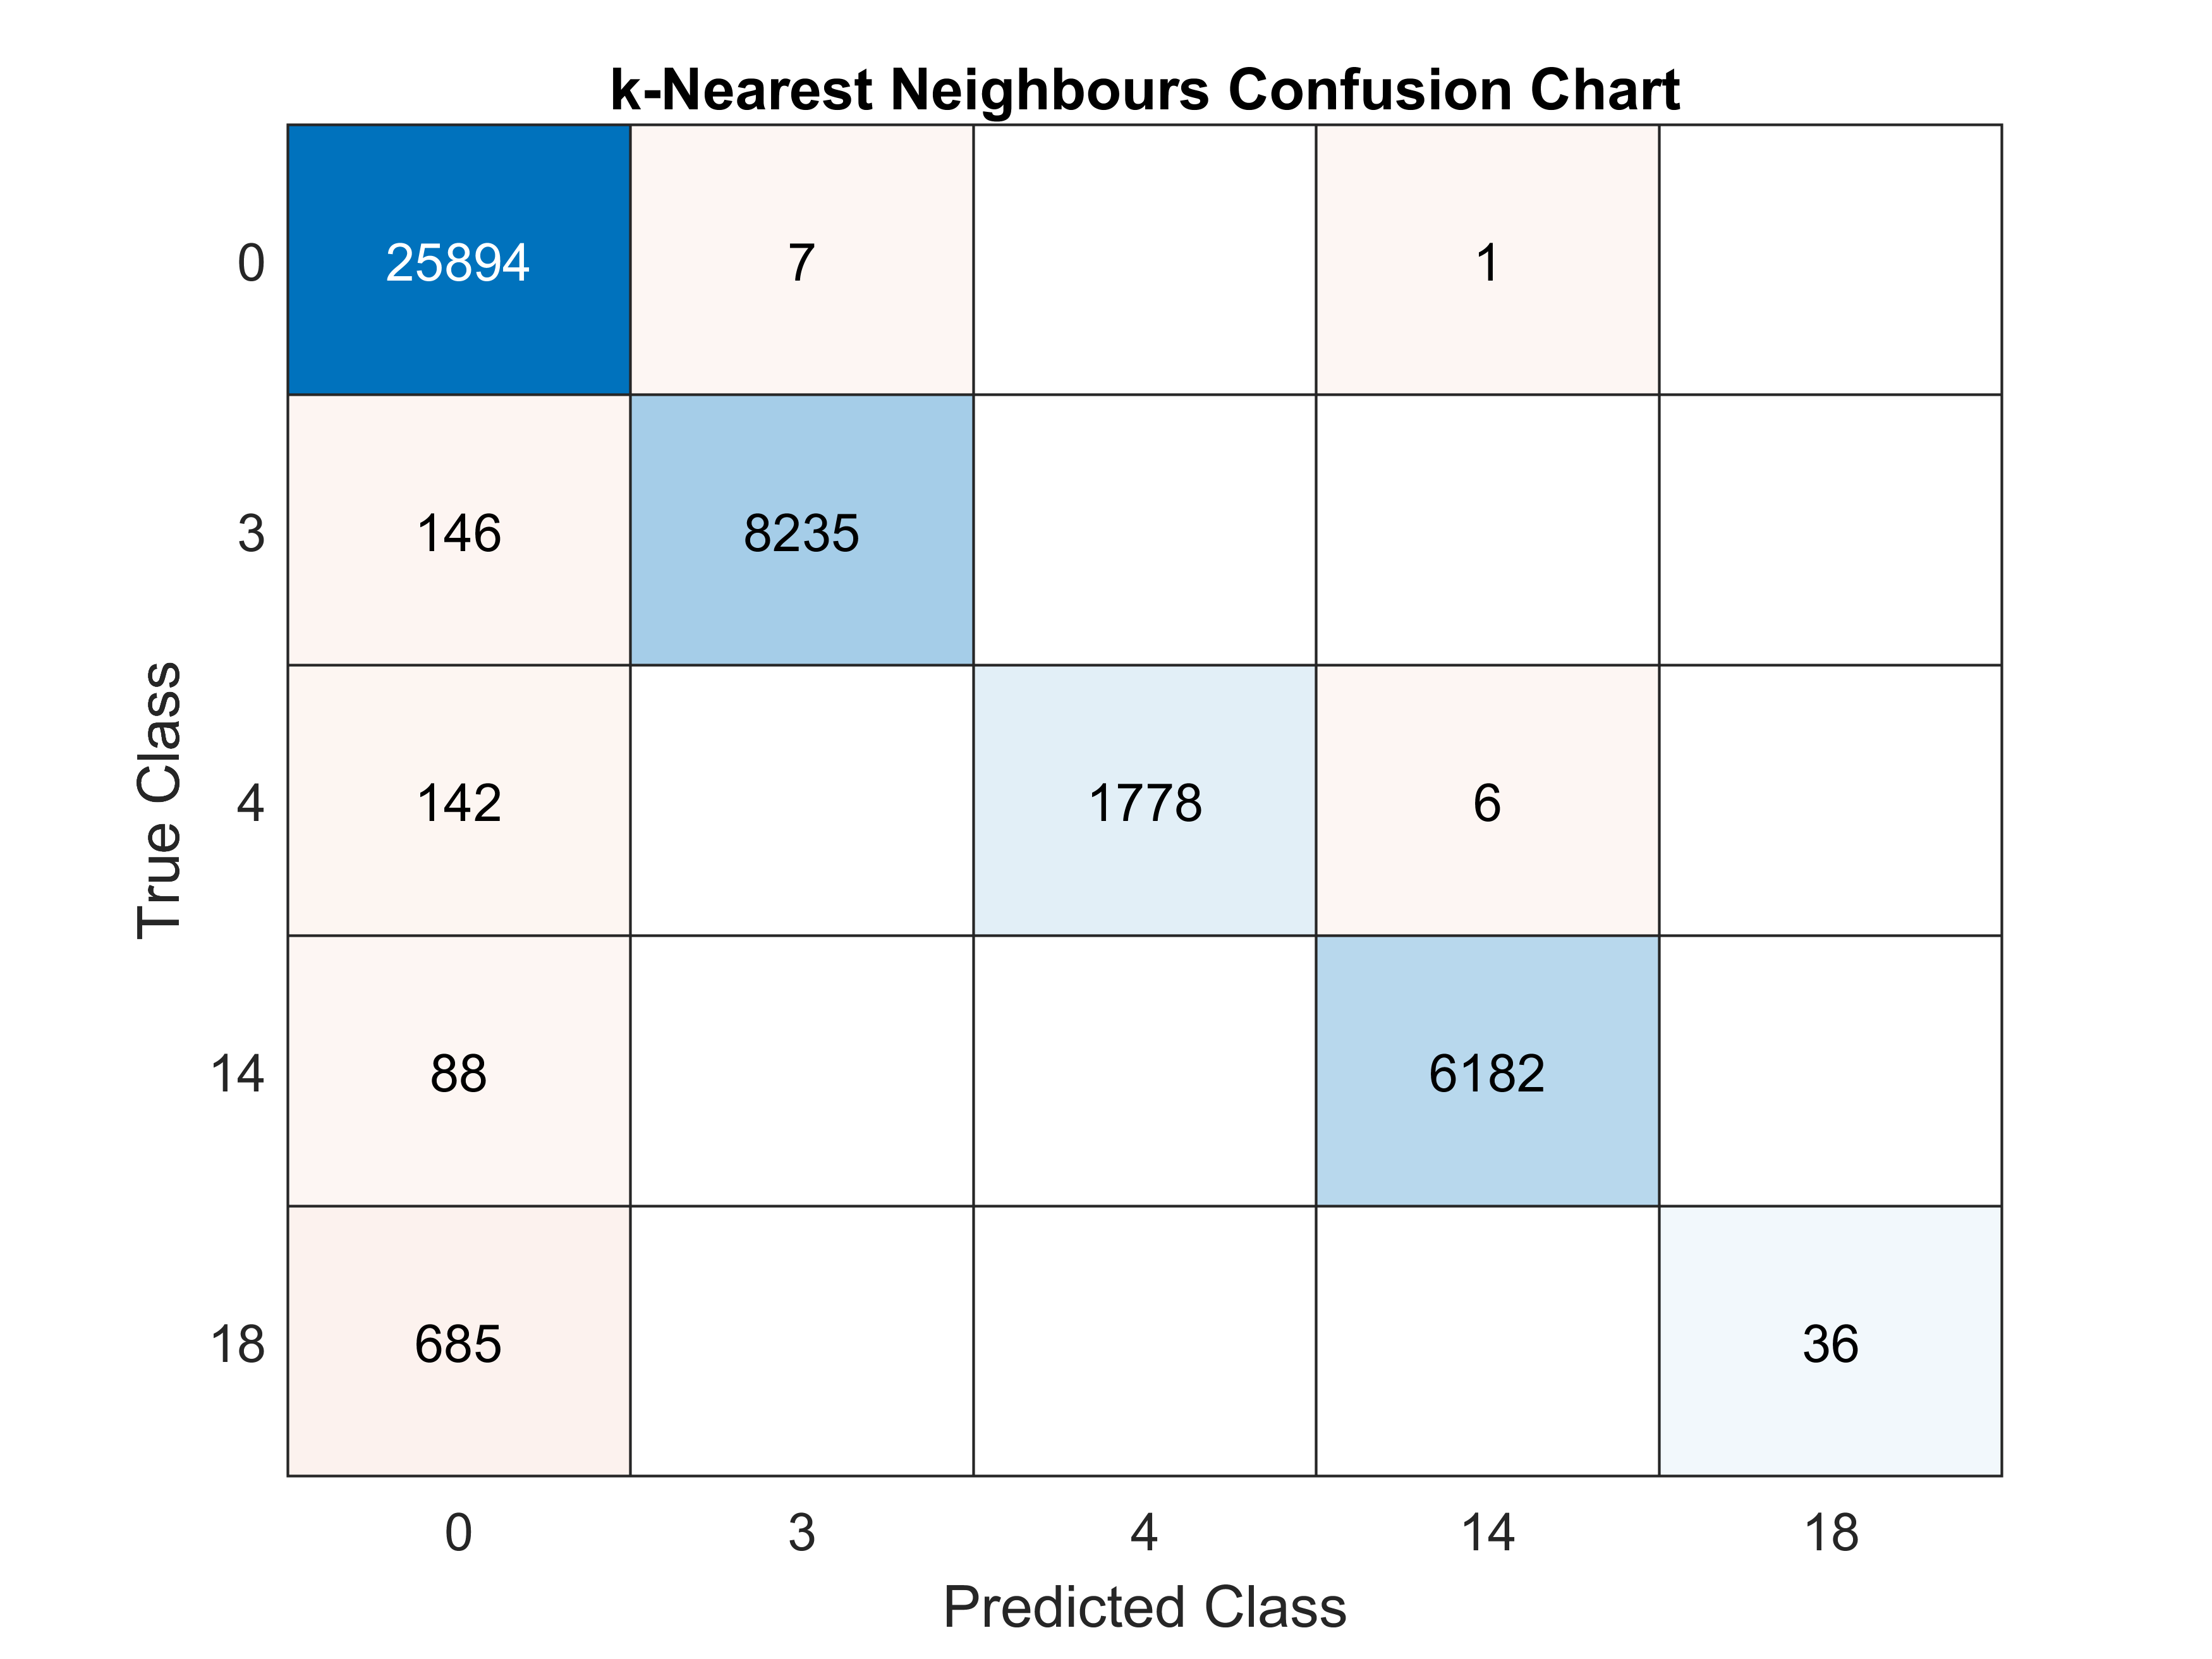 k-Nearest Neighbours Confusion Chart
0 25894 7 1
3 146 8235
4 142 1778 6
14 88 6182
18 685 36
0 3 4 14 18
True Class
Predicted Class